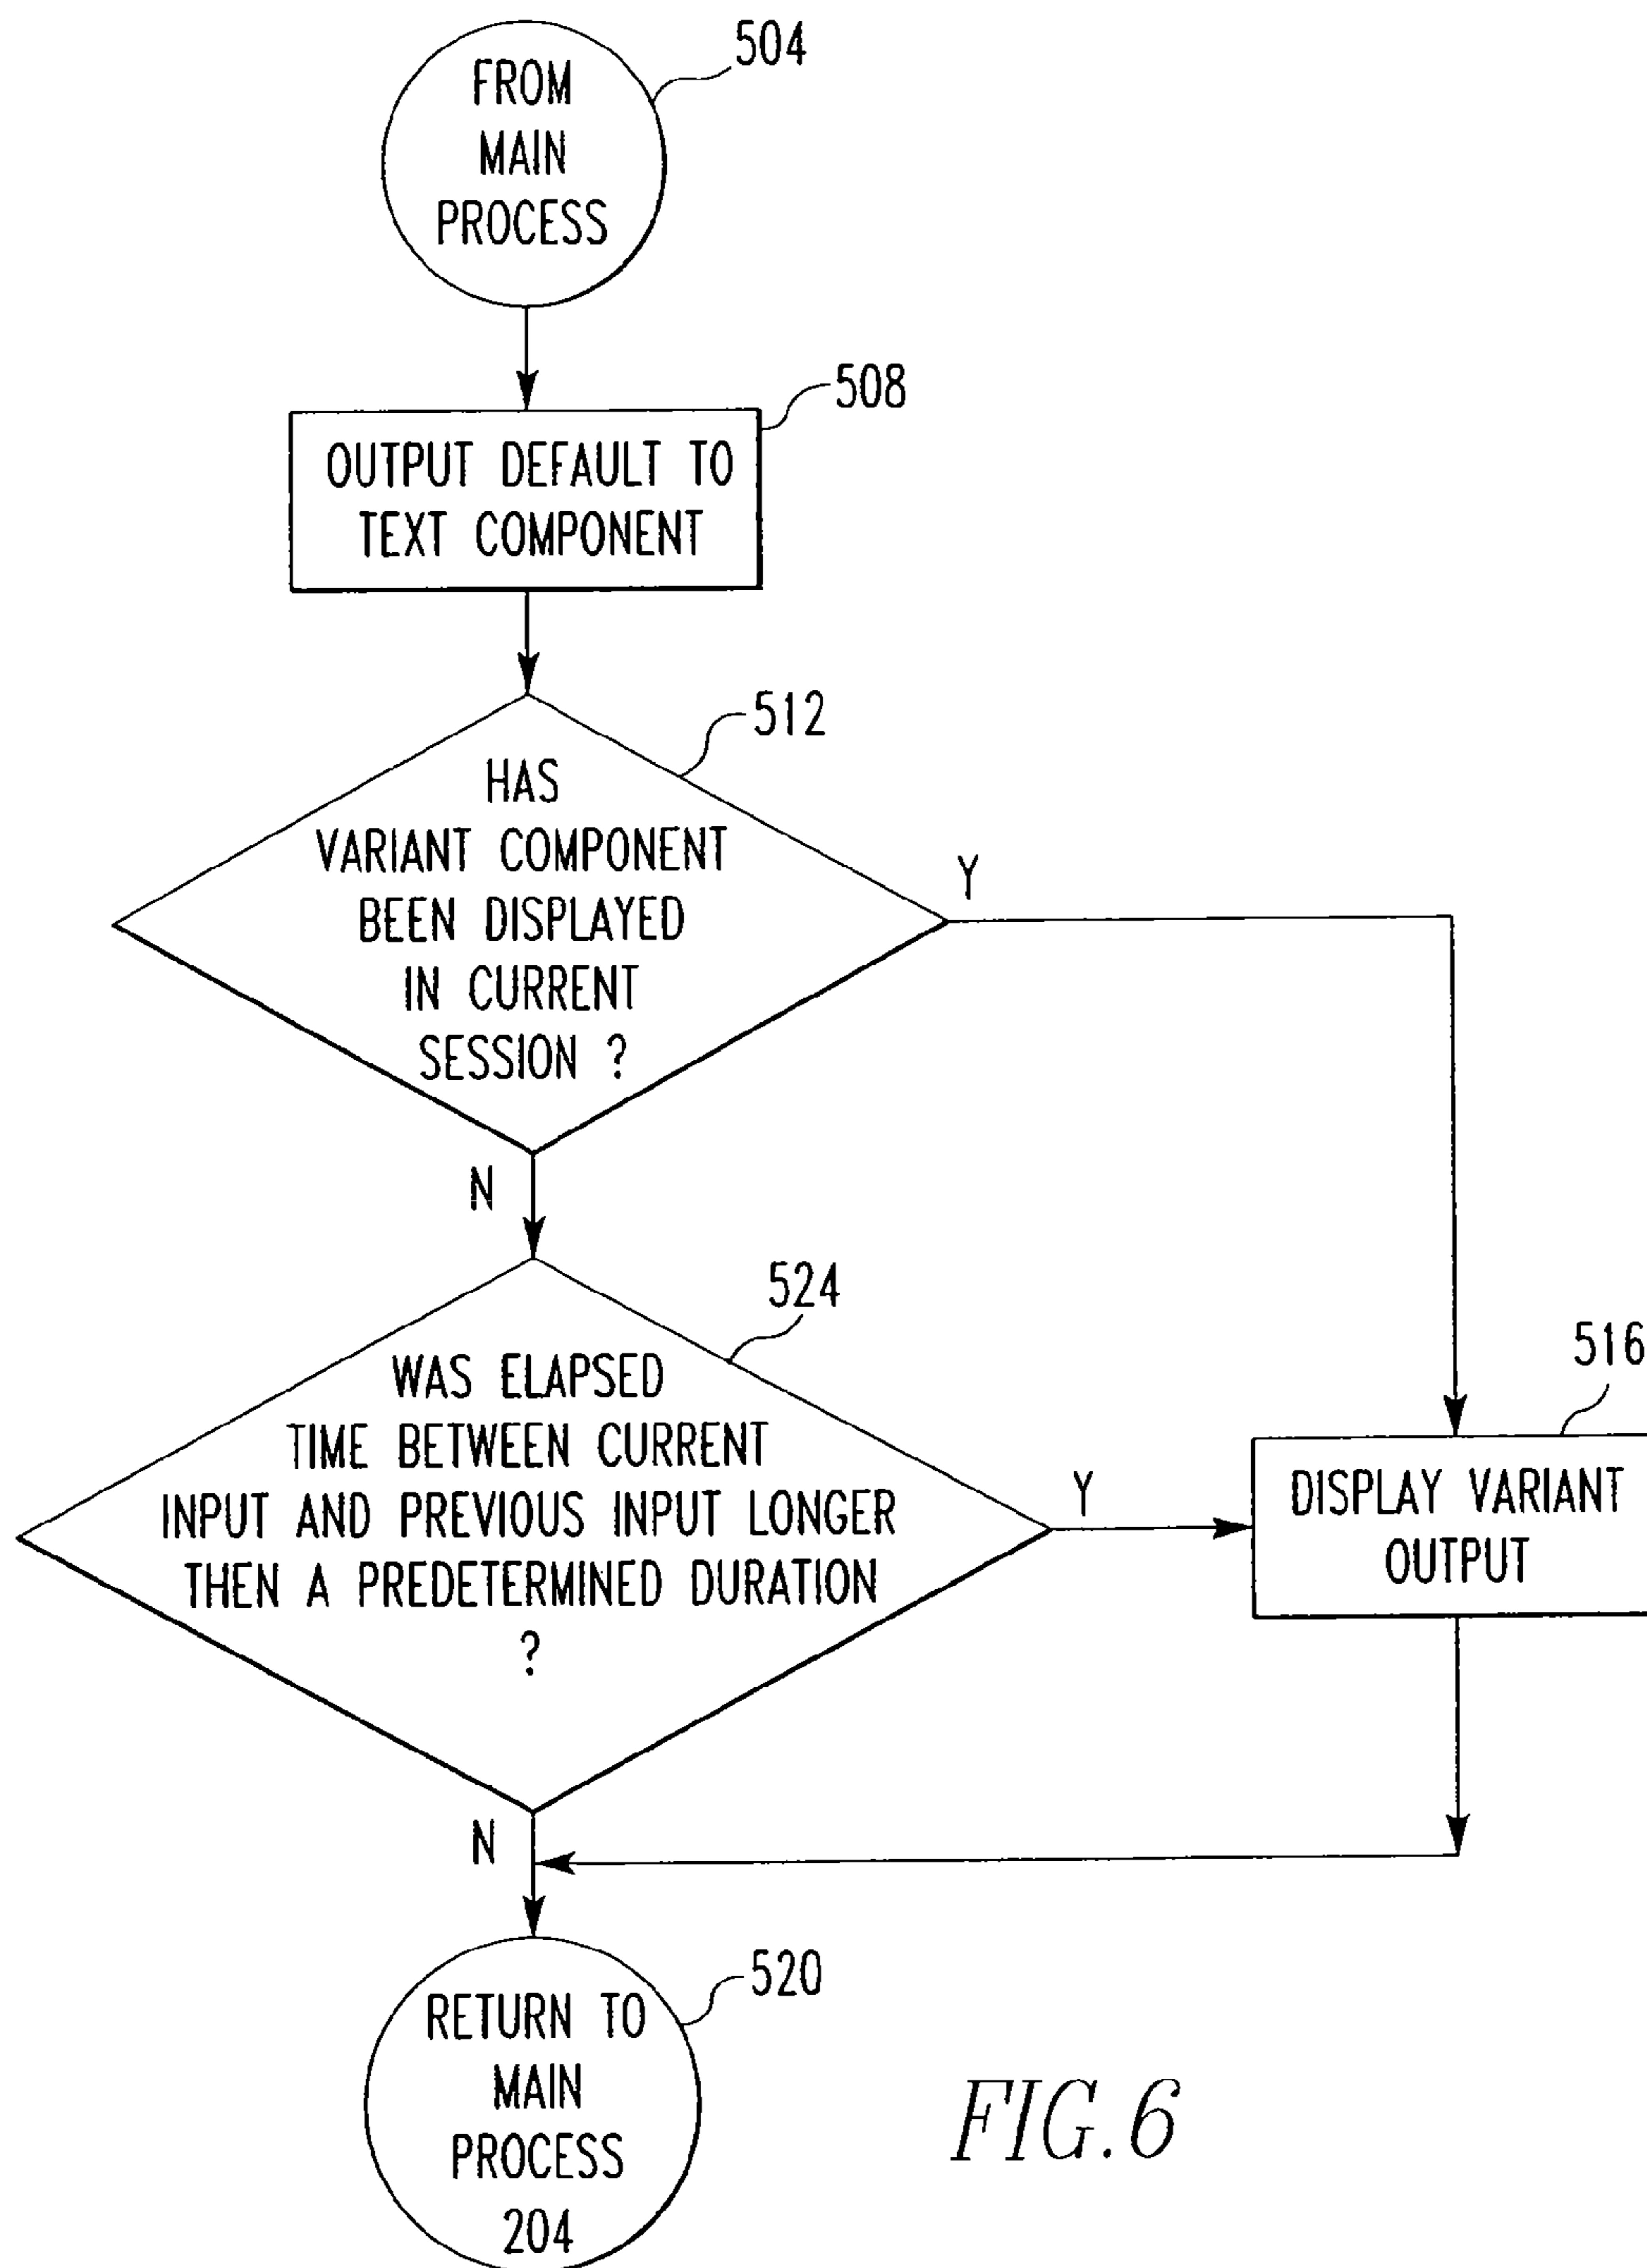 504
FROM
MAIN
PROCESS
508
OUTPUT DEFAULT TO
TEXT COMPONENT
512
HAS
VARIANT COMPONENT
BEEN DISPLAYED
IN CURRENT
SESSION ?
Y
N
524
WAS ELAPSED
TIME BETWEEN CURRENT
INPUT AND PREVIOUS INPUT LONGER
THEN A PREDETERMINED DURATION
?
Y
516
DISPLAY VARIANT
OUTPUT
N
520
RETURN TO
MAIN
PROCESS
204
FIG.6